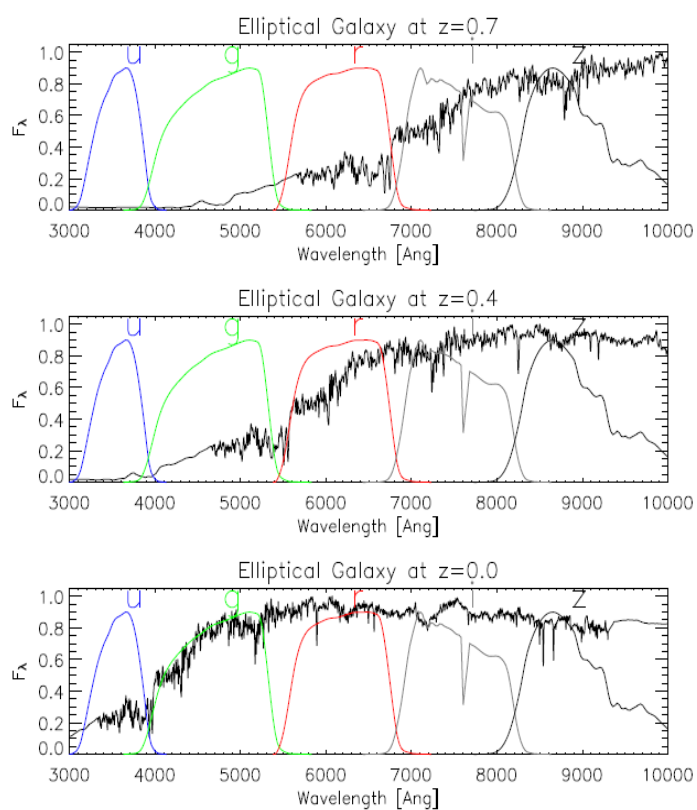 Elliptical Galaxy at z=0.7
u g r i z
1.0
0.8
0.6
0.4
0.2
0.0
Fλ
3000 4000 5000 6000 7000 8000 9000 10000
Wavelength [Ang]
Elliptical Galaxy at z=0.4
u g r i z
1.0
0.8
0.6
0.4
0.2
0.0
Fλ
3000 4000 5000 6000 7000 8000 9000 10000
Wavelength [Ang]
Elliptical Galaxy at z=0.0
u g r i z
1.0
0.8
0.6
0.4
0.2
0.0
Fλ
3000 4000 5000 6000 7000 8000 9000 10000
Wavelength [Ang]